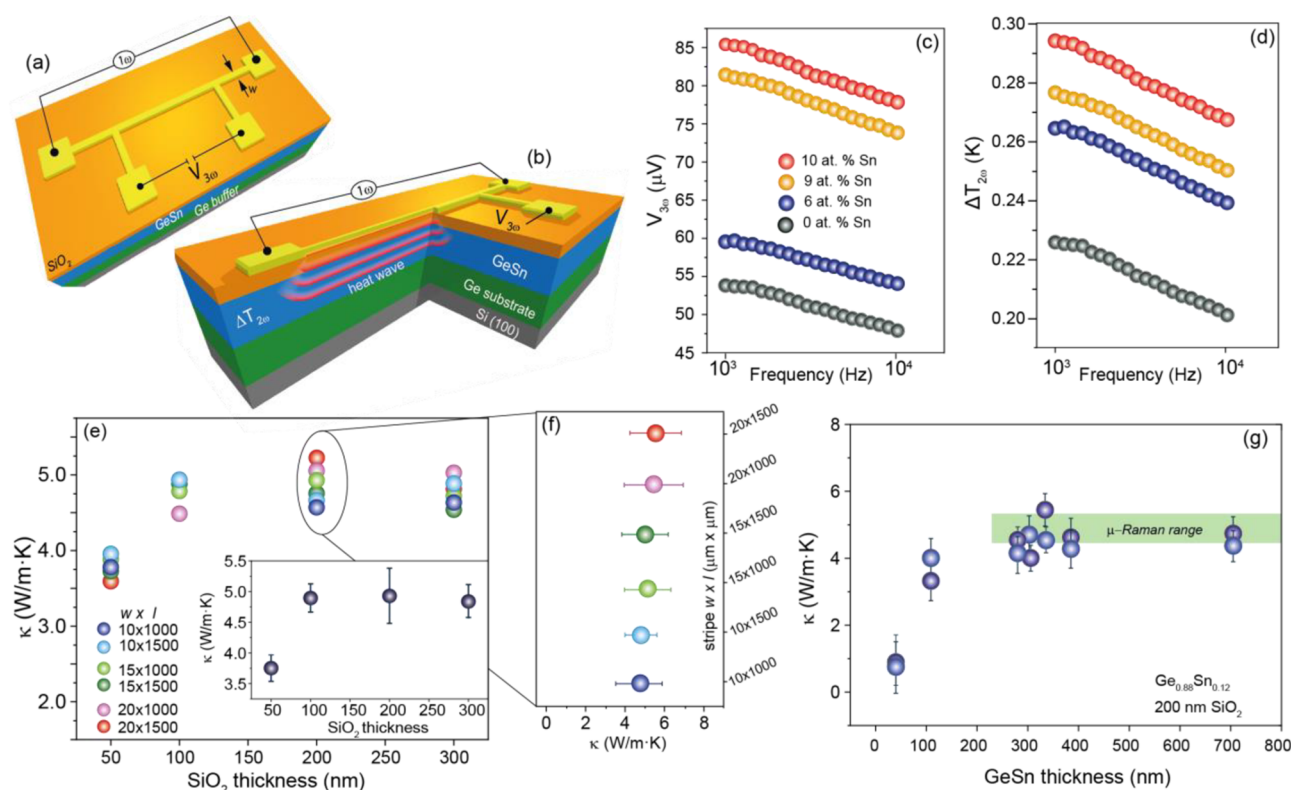 (a)
1ω
w
V3ω
SiO2
GeSn
Ge buffer
(b)
1ω
V3ω
heat wave
ΔT2ω
GeSn
Ge substrate
Si (100)
(c)
V3ω (μV)
85
80
75
70
65
60
55
50
45
10 at. % Sn
9 at. % Sn
6 at. % Sn
0 at. % Sn
10³
10⁴
Frequency (Hz)
(d)
ΔT2ω (K)
0.30
0.28
0.26
0.24
0.22
0.20
10³
10⁴
Frequency (Hz)
(e)
κ (W/m·K)
5.0
4.0
3.0
2.0
w x l
10x1000
10x1500
15x1000
15x1500
20x1000
20x1500
50
100
150
200
250
300
SiO2 thickness (nm)
κ (W/m·K)
5.5
5.0
4.5
4.0
3.5
50
100
150
200
250
300
SiO2 thickness
(f)
20x1500
20x1000
15x1500
15x1000
10x1500
10x1000
stripe w x l (μm x μm)
0
2
4
6
8
κ (W/m·K)
(g)
κ (W/m·K)
8
6
4
2
0
μ–Raman range
Ge0.88Sn0.12
200 nm SiO2
0
100
200
300
400
500
600
700
800
GeSn thickness (nm)